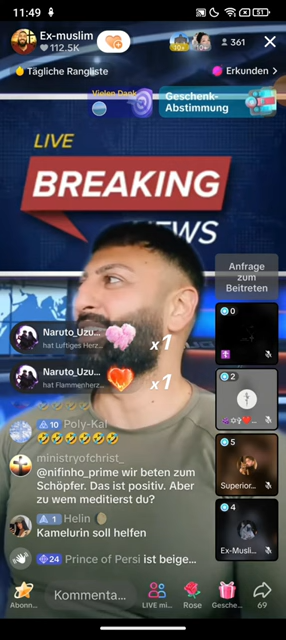 11:49
51
Ex-muslim
112.5K
10+
10+
361
Tägliche Rangliste
Erkunden >
Vielen Dank
Geschenk-
Abstimmung
LIVE
BREAKING
NEWS
Anfrage
zum
Beitreten
0
Naruto_Uzu...
hat Luftiges Herz...
x1
Naruto_Uzu...
hat Flammenherz...
x1
2
5
Superior...
4
Ex-Musli...
10 Poly-Kal
ministryofchrist_
@nifinho_prime wir beten zum
Schöpfer. Das ist positiv. Aber
zu wem meditierst du?
1 Helin
Kamelurin soll helfen
24 Prince of Persi ist beige...
Abonn...
Kommenta...
LIVE mi...
Rose
Gesche...
69